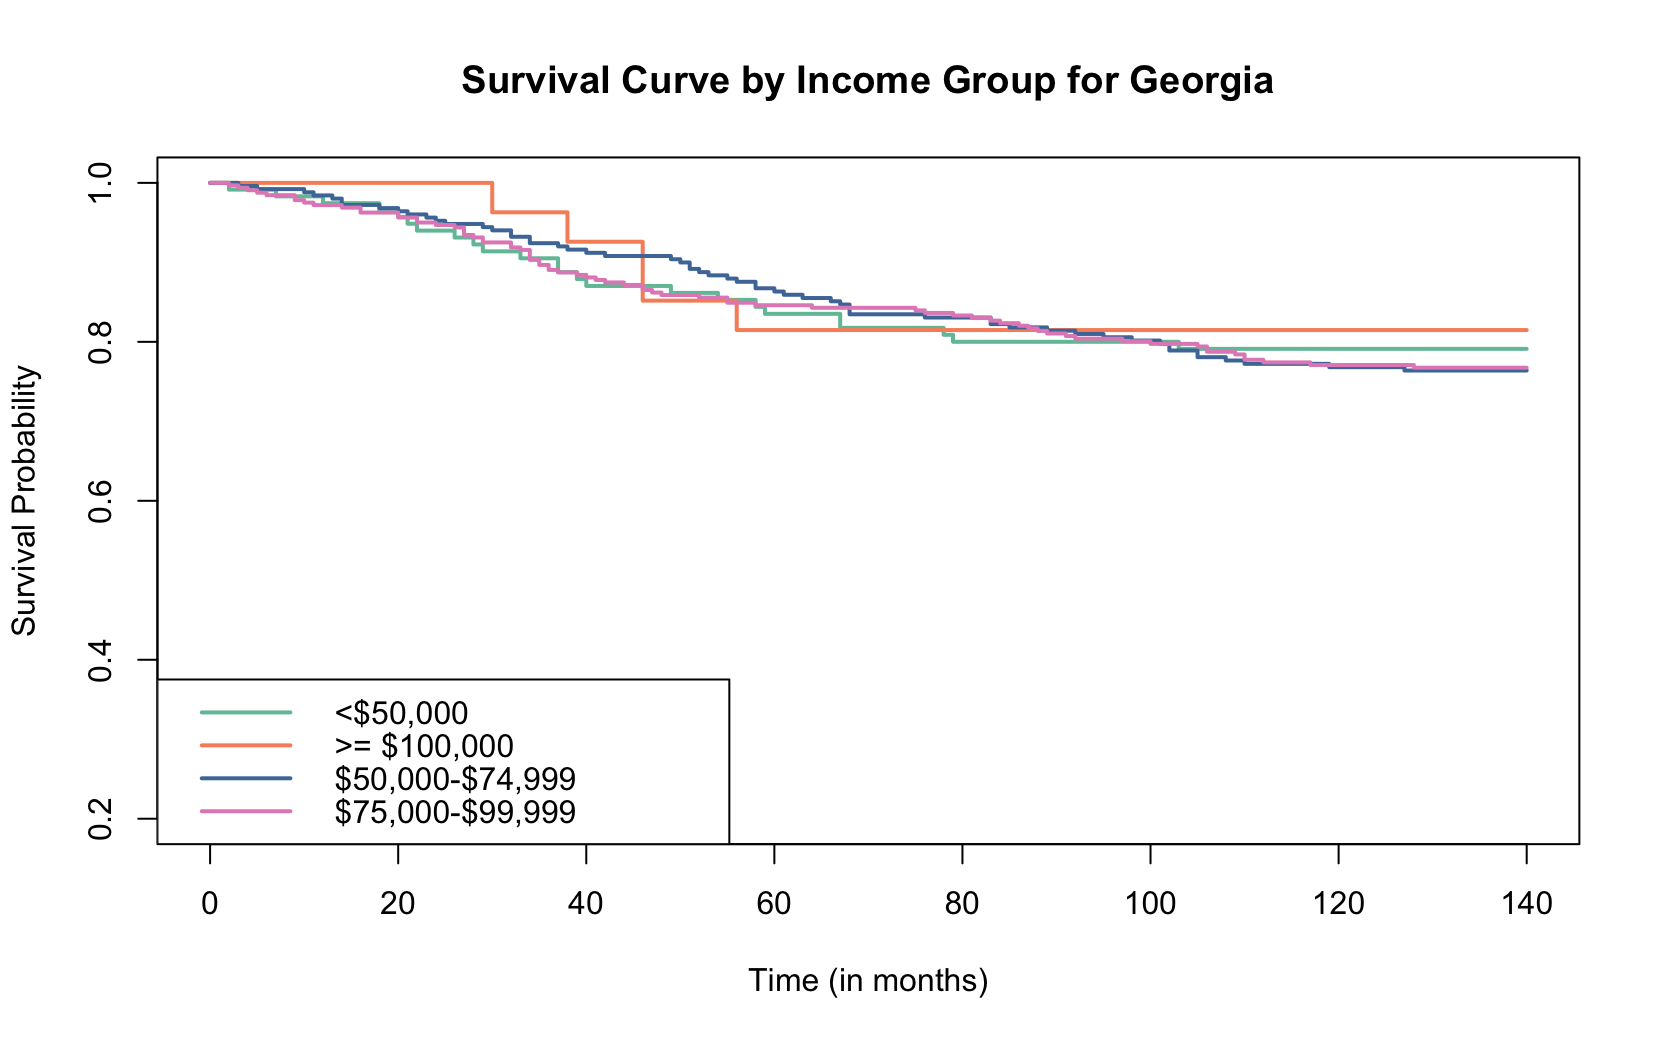 Survival Curve by Income Group for Georgia
Survival Probability
1.0
0.8
0.6
0.4
0.2
<$50,000
>= $100,000
$50,000-$74,999
$75,000-$99,999
0 20 40 60 80 100 120 140
Time (in months)